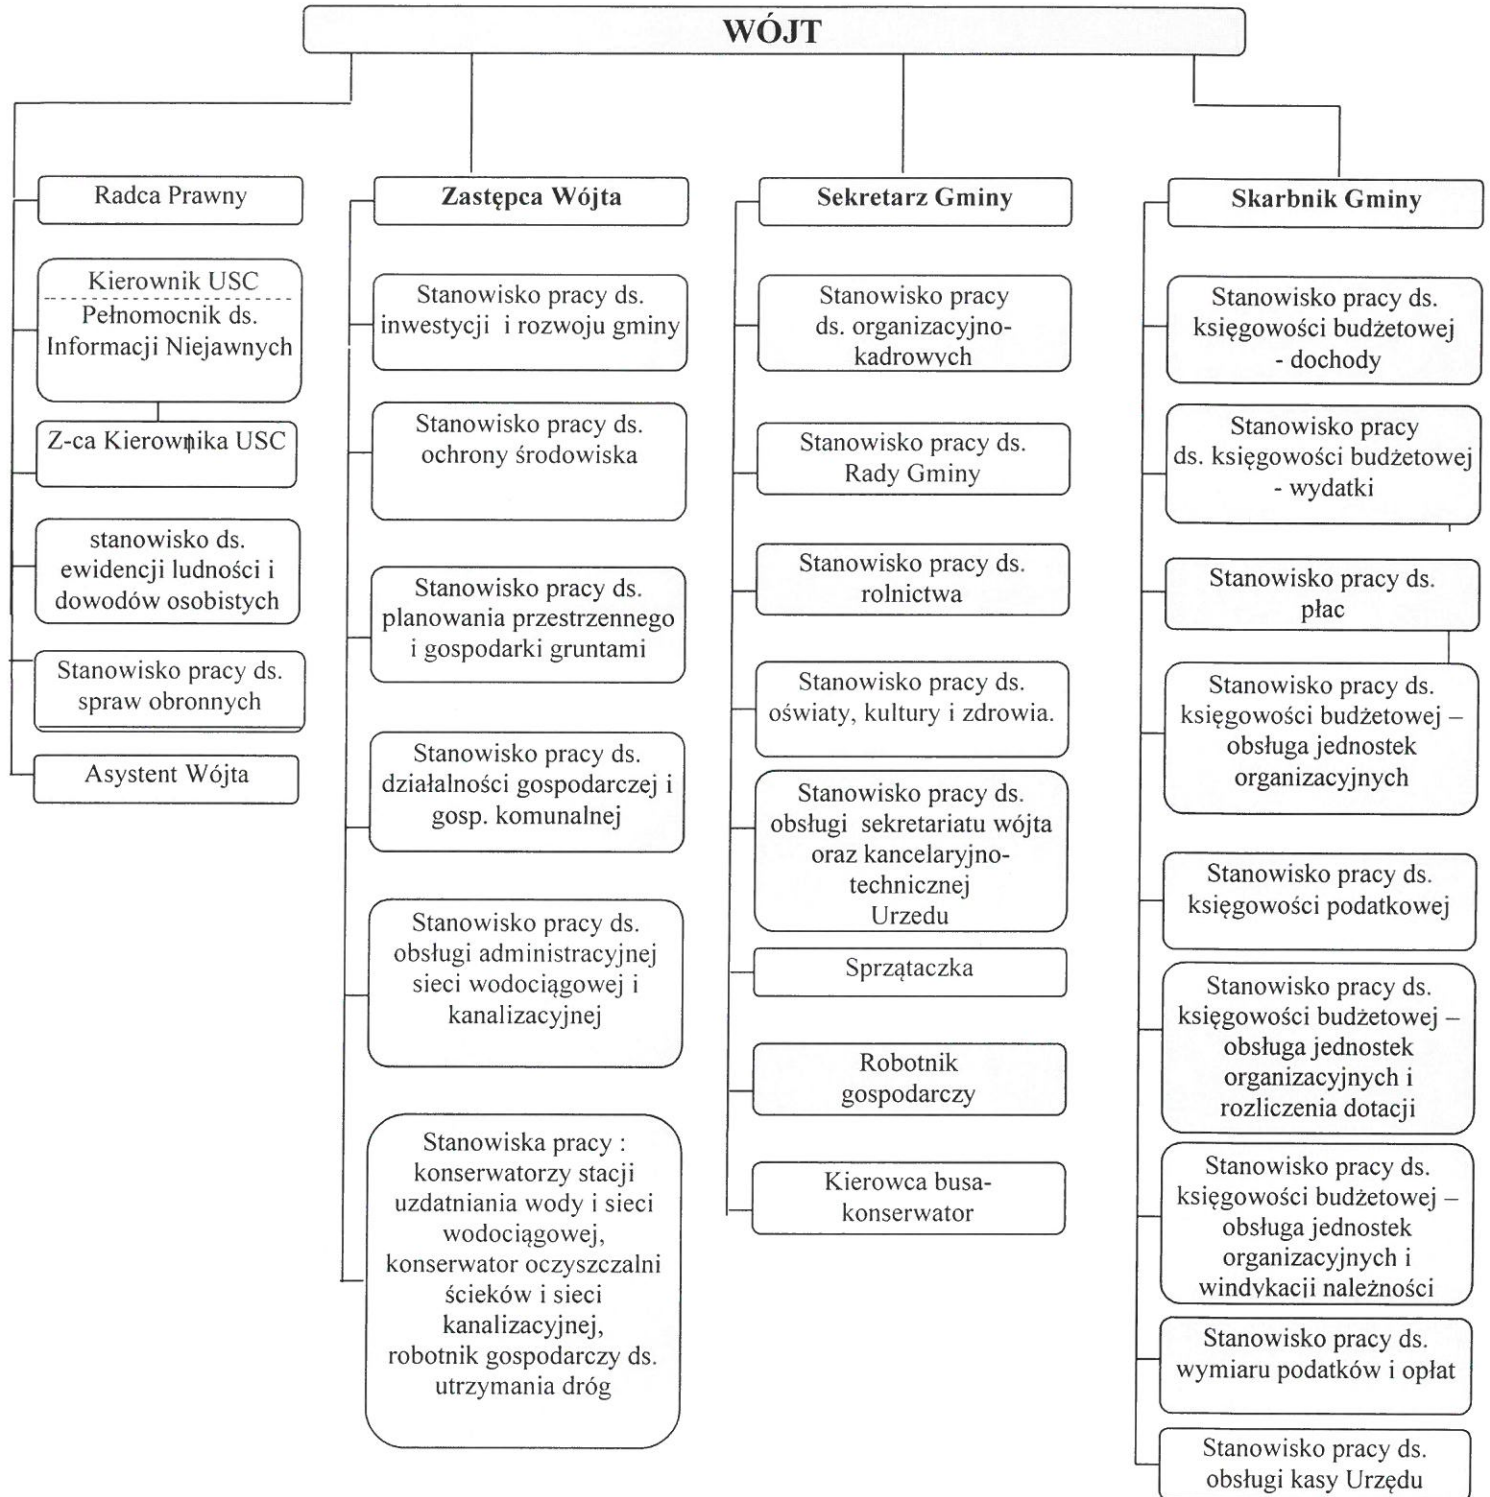 WÓJT
Radca Prawny
Kierownik USC
Pełnomocnik ds.
Informacji Niejawnych
Z-ca Kierownika USC
stanowisko ds.
ewidencji ludności i
dowodów osobistych
Stanowisko pracy ds.
spraw obronnych
Asystent Wójta
Zastępca Wójta
Stanowisko pracy ds.
inwestycji i rozwoju gminy
Stanowisko pracy ds.
ochrony środowiska
Stanowisko pracy ds.
planowania przestrzennego
i gospodarki gruntami
Stanowisko pracy ds.
działalności gospodarczej i
gosp. komunalnej
Stanowisko pracy ds.
obsługi administracyjnej
sieci wodociągowej i
kanalizacyjnej
Stanowiska pracy :
konserwatorzy stacji
uzdatniania wody i sieci
wodociągowej,
konserwator oczyszczalni
ścieków i sieci
kanalizacyjnej,
robotnik gospodarczy ds.
utrzymania dróg
Sekretarz Gminy
Stanowisko pracy
ds. organizacyjno-
kadrowych
Stanowisko pracy ds.
Rady Gminy
Stanowisko pracy ds.
rolnictwa
Stanowisko pracy ds.
oświaty, kultury i zdrowia.
Stanowisko pracy ds.
obsługi sekretariatu wójta
oraz kancelaryjno-
technicznej
Urzedu
Sprzątaczka
Robotnik
gospodarczy
Kierowca busa-
konserwator
Skarbnik Gminy
Stanowisko pracy ds.
księgowości budżetowej
- dochody
Stanowisko pracy
ds. księgowości budżetowej
- wydatki
Stanowisko pracy ds.
płac
Stanowisko pracy ds.
księgowości budżetowej –
obsługa jednostek
organizacyjnych
Stanowisko pracy ds.
księgowości podatkowej
Stanowisko pracy ds.
księgowości budżetowej –
obsługa jednostek
organizacyjnych i
rozliczenia dotacji
Stanowisko pracy ds.
księgowości budżetowej –
obsługa jednostek
organizacyjnych i
windykacji należności
Stanowisko pracy ds.
wymiaru podatków i opłat
Stanowisko pracy ds.
obsługi kasy Urzędu